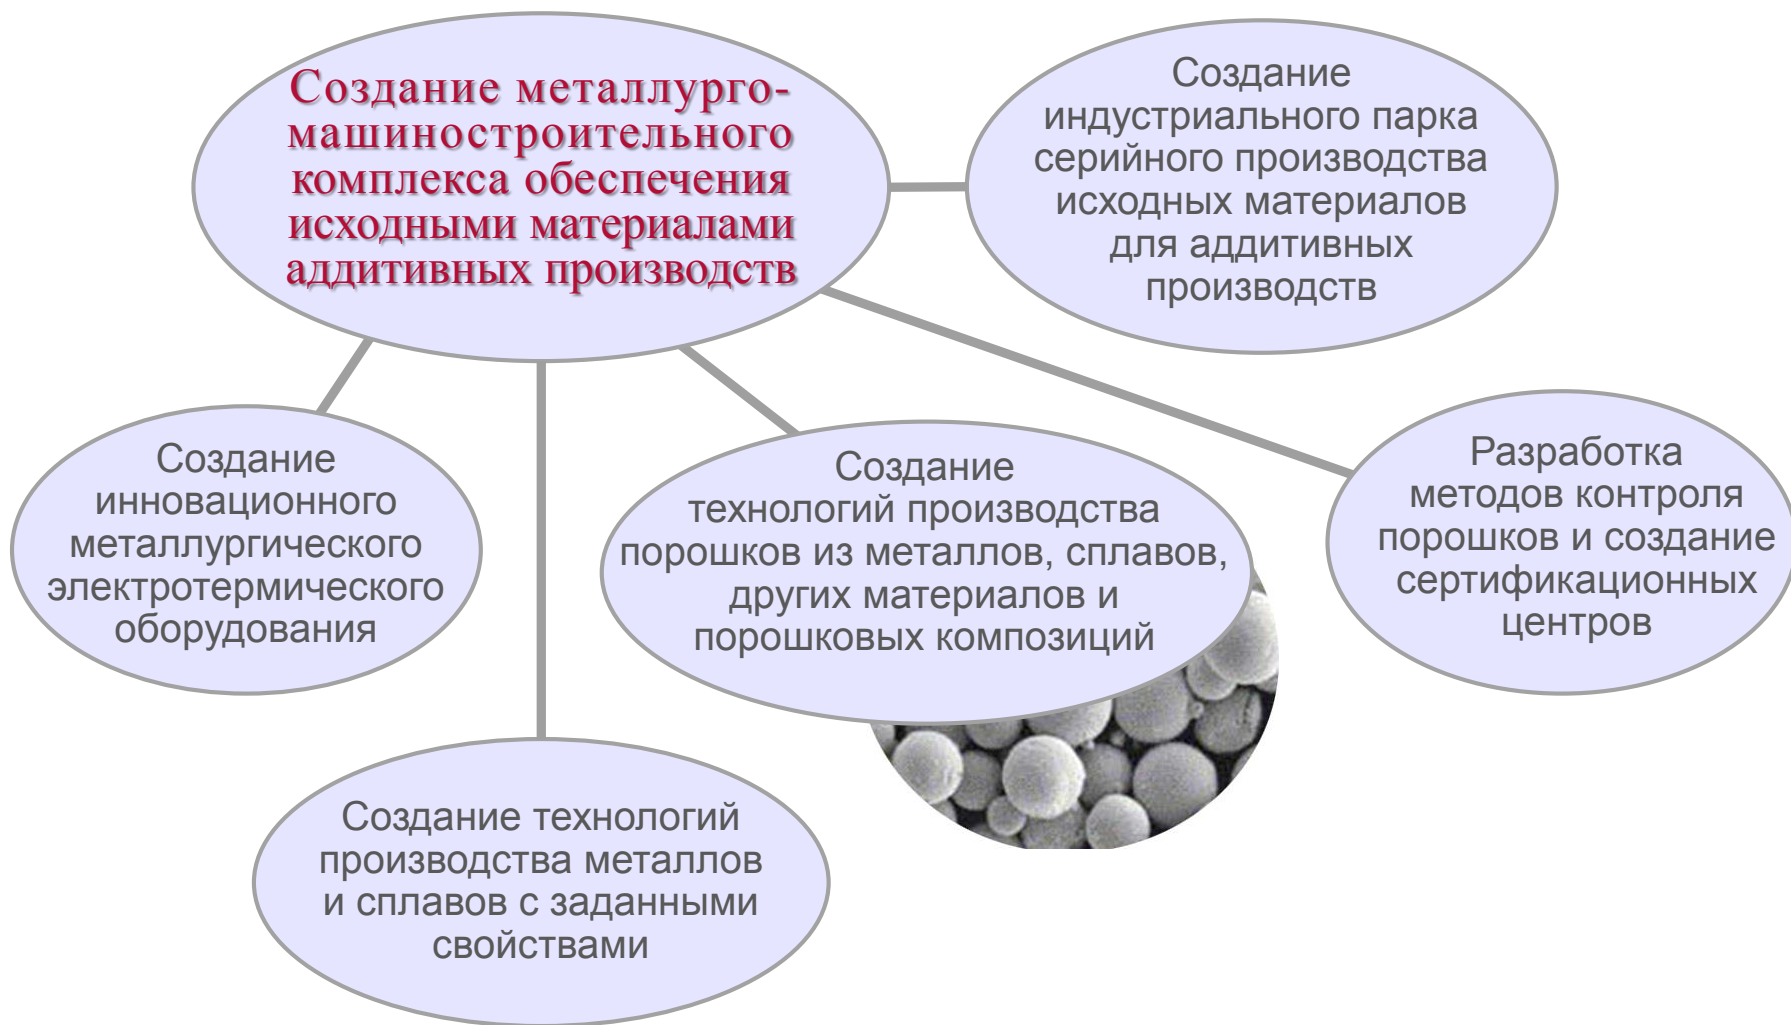 Создание металлурго-
машиностроительного
комплекса обеспечения
исходными материалами
аддитивных производств
Создание
индустриального парка
серийного производства
исходных материалов
для аддитивных
производств
Создание
инновационного
металлургического
электротермического
оборудования
Создание
технологий производства
порошков из металлов, сплавов,
других материалов и
порошковых композиций
Разработка
методов контроля
порошков и создание
сертификационных
центров
Создание технологий
производства металлов
и сплавов с заданными
свойствами